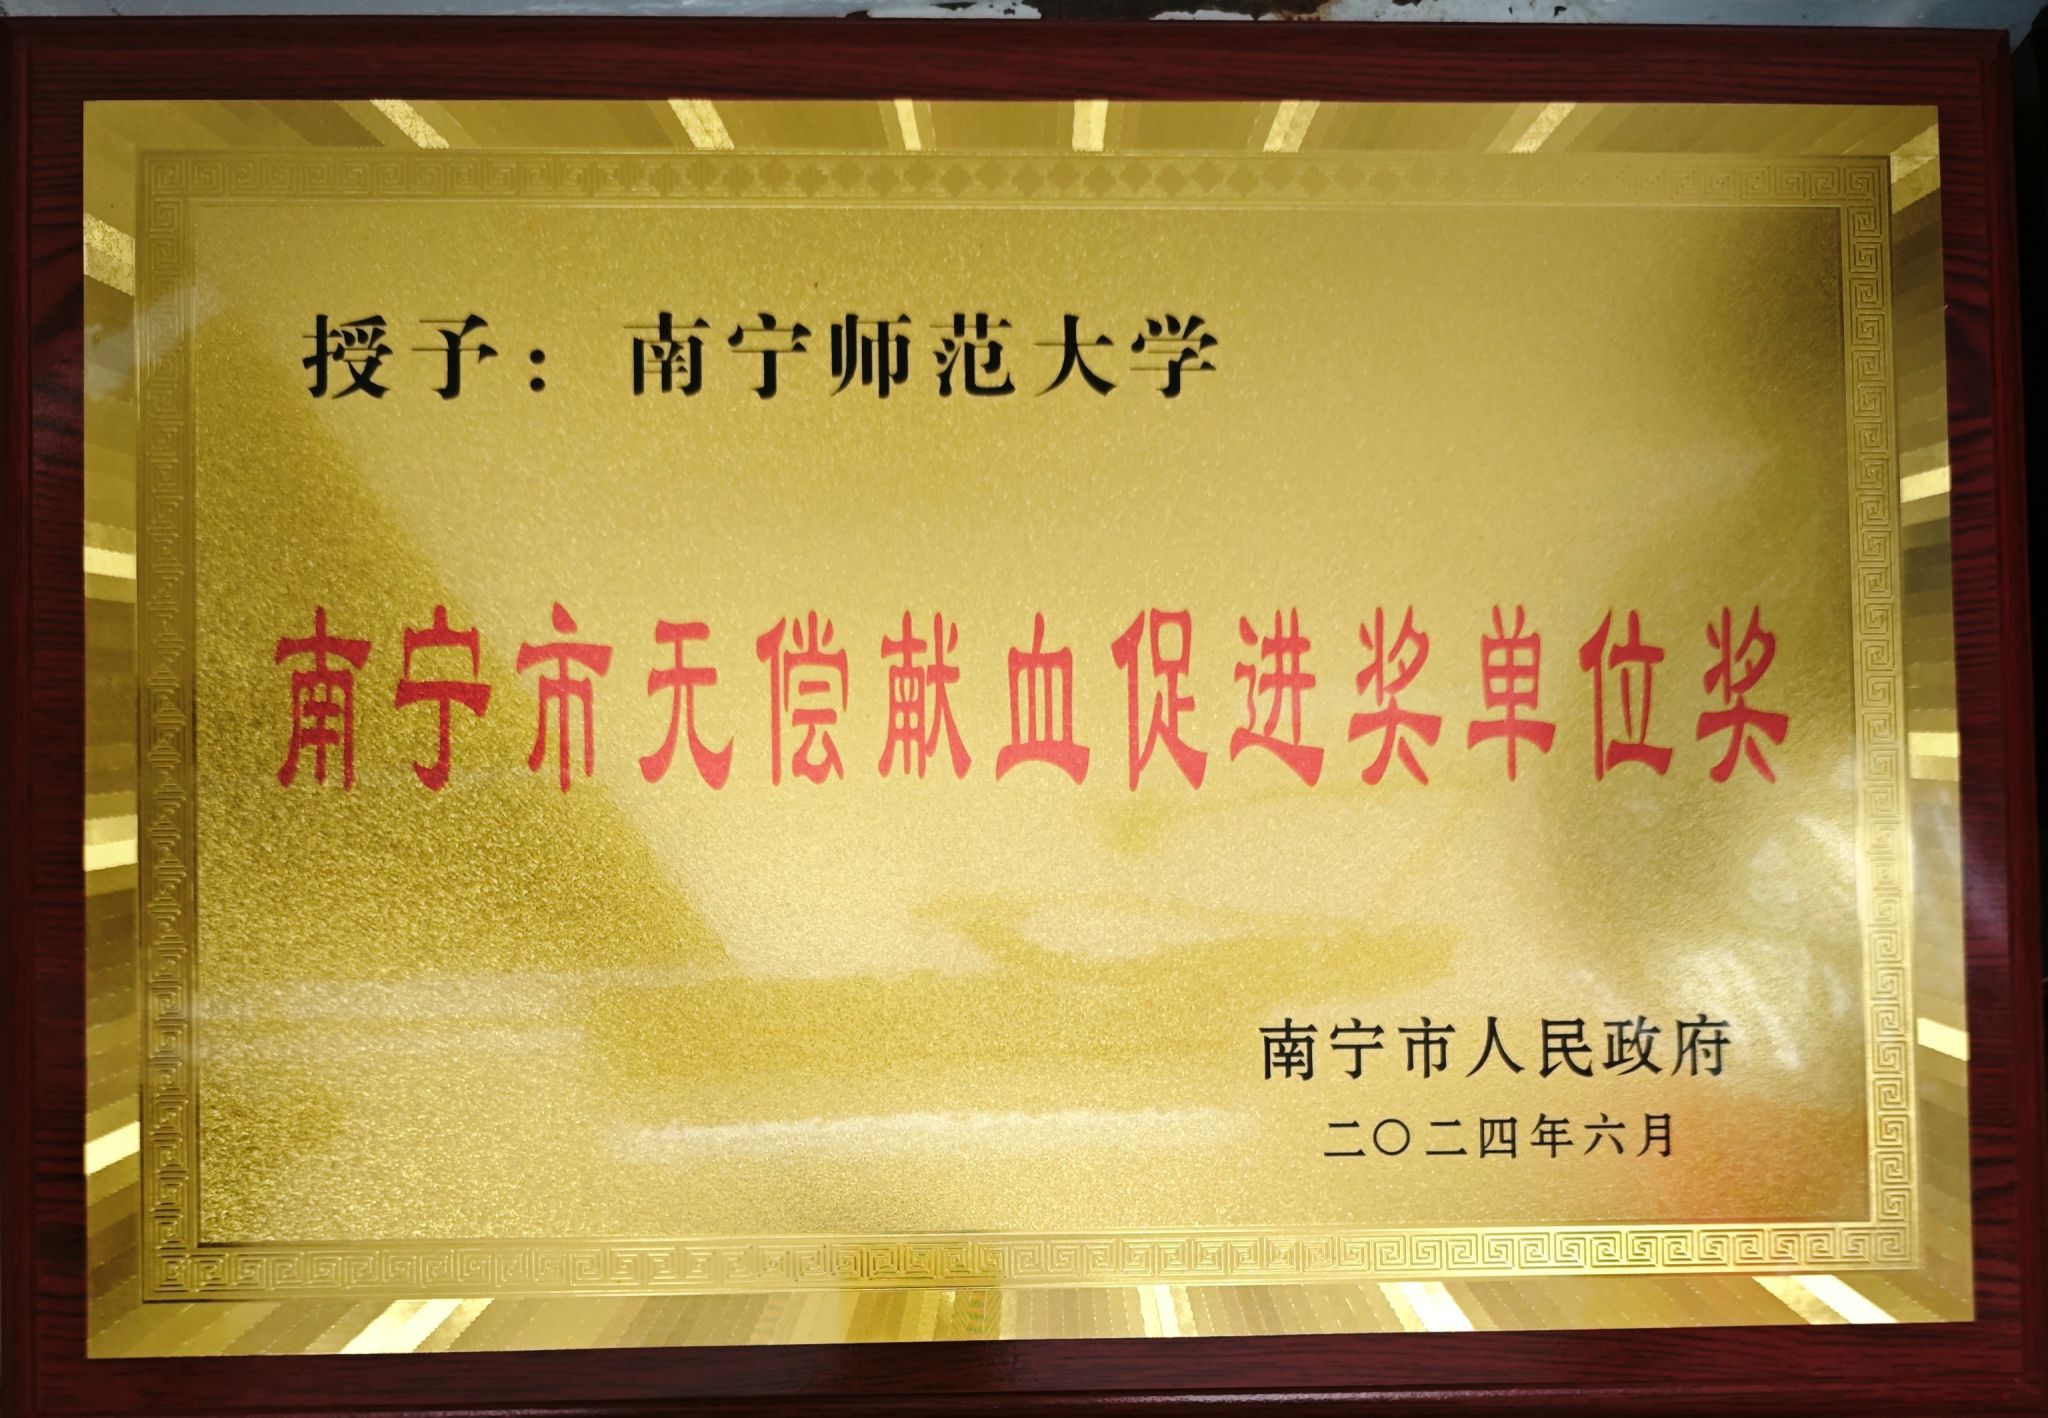 授予：南宁师范大学
南宁市无偿献血促进奖单位奖
南宁市人民政府
二〇二四年六月